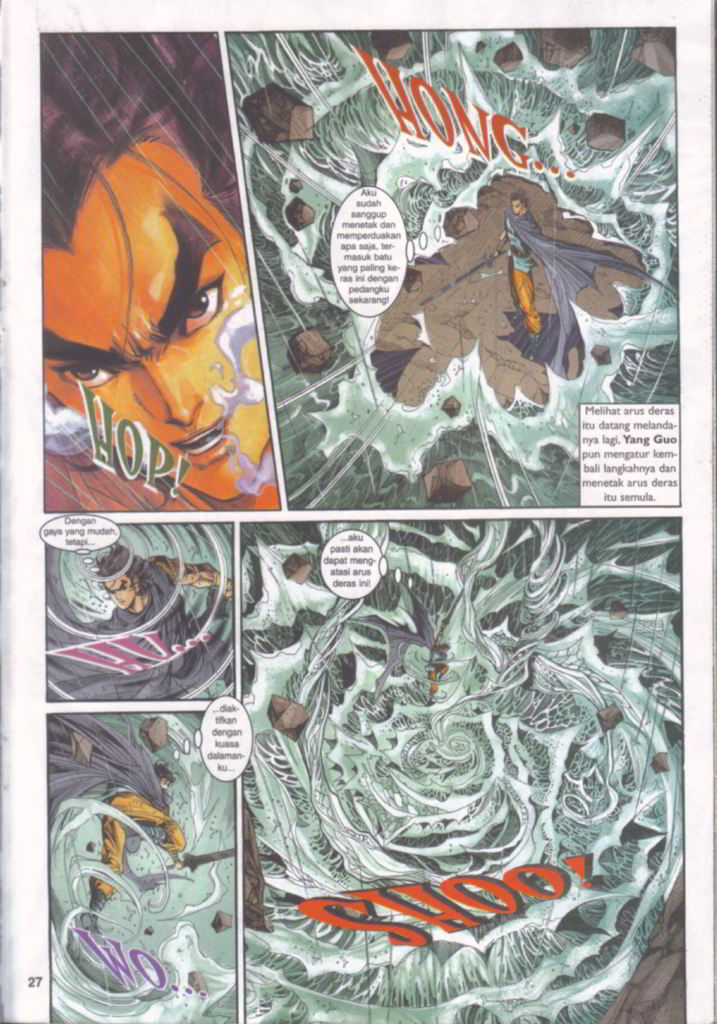 HOP!
HONG...
Aku
sudah
sanggup
menetak dan
memperduakan
apa saja, ter-
masuk batu
yang paling ke-
ras ini dengan
pedangku
sekarang!
Melihat arus deras
itu datang melanda-
nya lagi, Yang Guo
pun mengatur kem-
bali langkahnya dan
menetak arus deras
itu semula.
Dengan
gaya yang mudah,
tetapi...
HV...
...diak-
tifkan
dengan
kuasa
dalaman-
ku...
WO...
...aku
pasti akan
dapat meng-
atasi arus
deras ini!
SHOO!
27